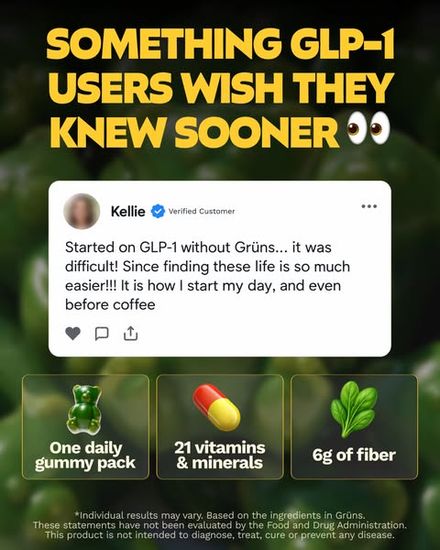 SOMETHING GLP-1
USERS WISH THEY
KNEW SOONER 👀
Kellie Verified Customer
Started on GLP-1 without Grüns... it was
difficult! Since finding these life is so much
easier!!! It is how I start my day, and even
before coffee
One daily
gummy pack
21 vitamins
& minerals
6g of fiber
*Individual results may vary. Based on the ingredients in Grüns.
These statements have not been evaluated by the Food and Drug Administration.
This product is not intended to diagnose, treat, cure or prevent any disease.